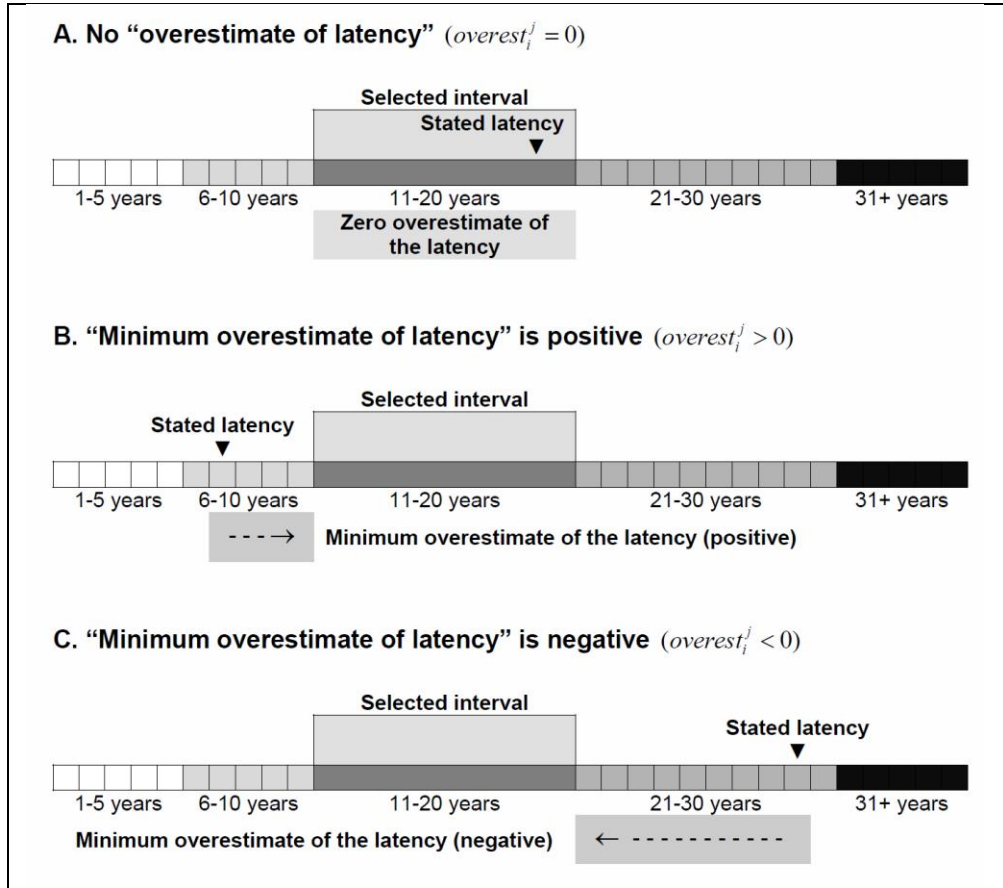 A. No “overestimate of latency” (overest_i^j = 0)
Selected interval
Stated latency
▼
1-5 years 6-10 years 11-20 years 21-30 years 31+ years
Zero overestimate of
the latency
B. “Minimum overestimate of latency” is positive (overest_i^j > 0)
Selected interval
Stated latency
▼
1-5 years 6-10 years 11-20 years 21-30 years 31+ years
- - - → Minimum overestimate of the latency (positive)
C. “Minimum overestimate of latency” is negative (overest_i^j < 0)
Selected interval
Stated latency
▼
1-5 years 6-10 years 11-20 years 21-30 years 31+ years
Minimum overestimate of the latency (negative) ← - - - - - - - - - - -